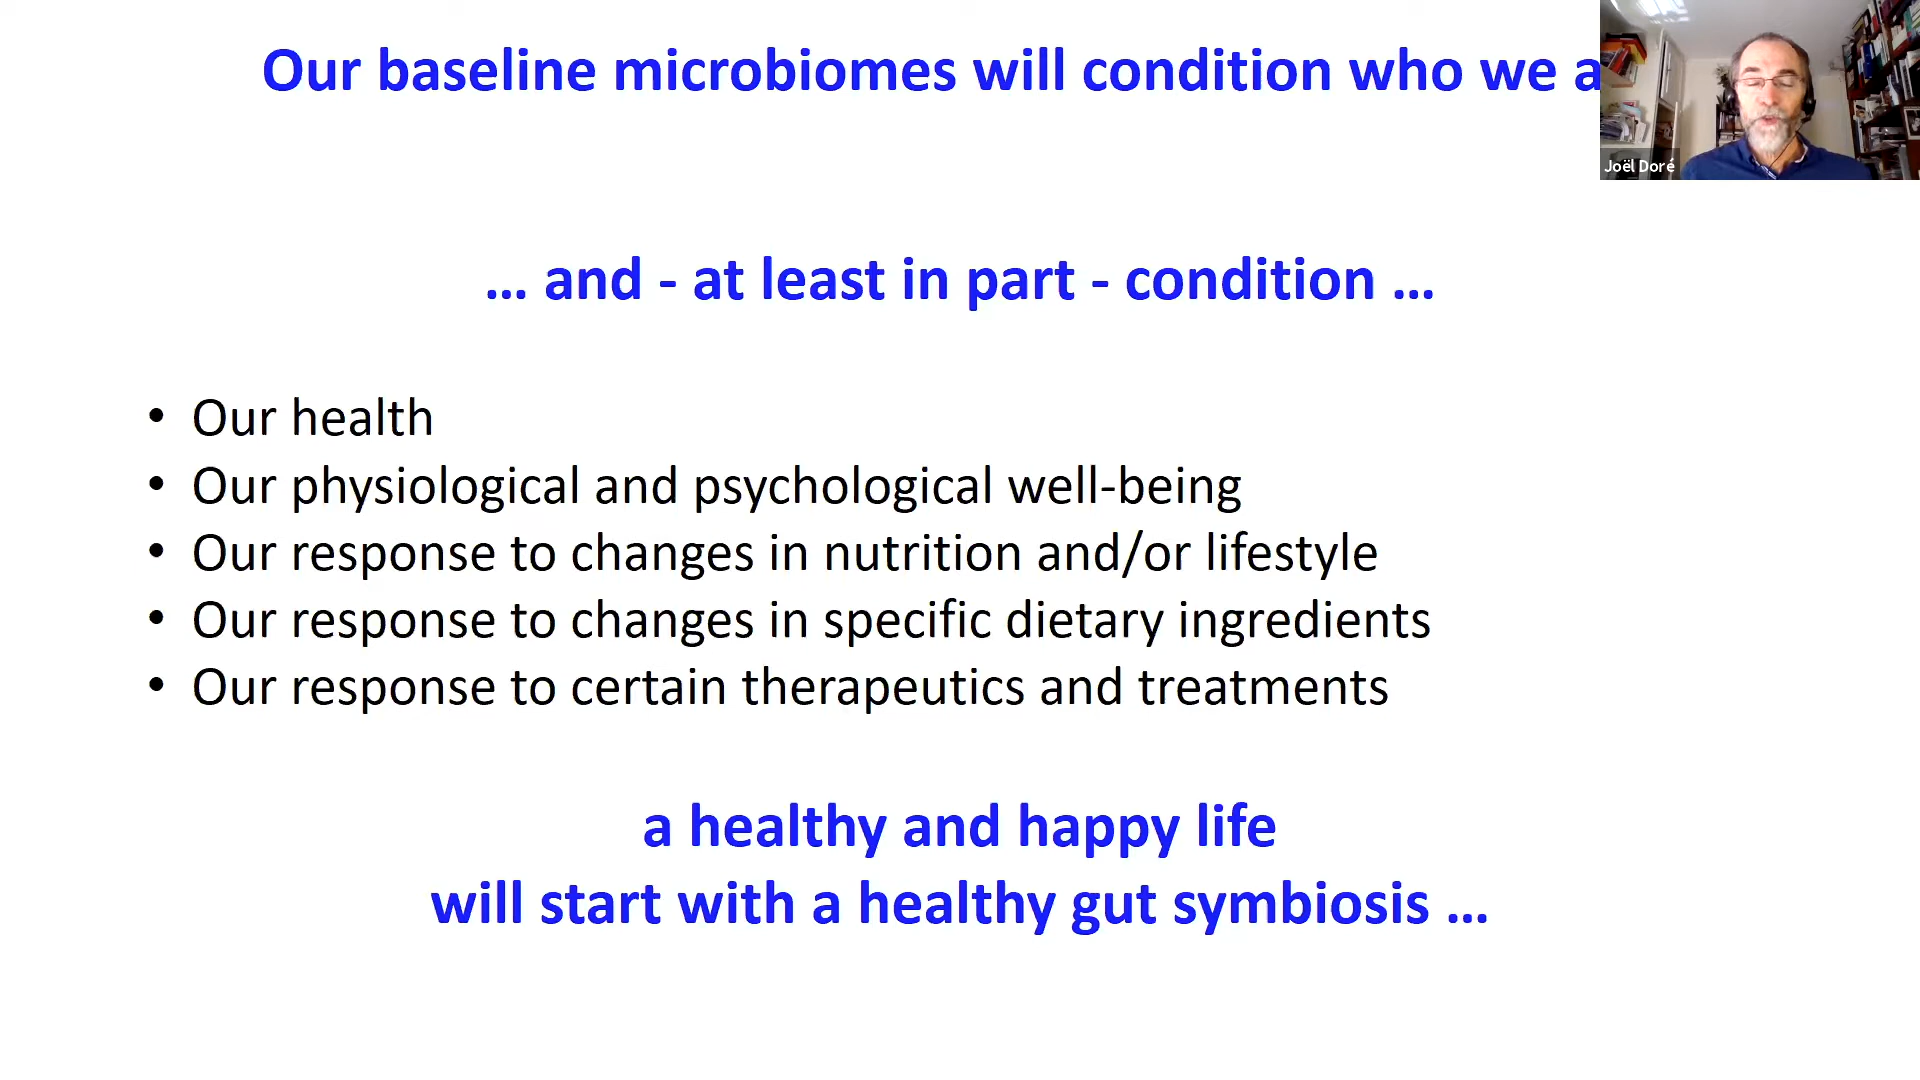 Our baseline microbiomes will condition who we a
Joël Doré
... and - at least in part - condition ...
• Our health
• Our physiological and psychological well-being
• Our response to changes in nutrition and/or lifestyle
• Our response to changes in specific dietary ingredients
• Our response to certain therapeutics and treatments
a healthy and happy life
will start with a healthy gut symbiosis ...